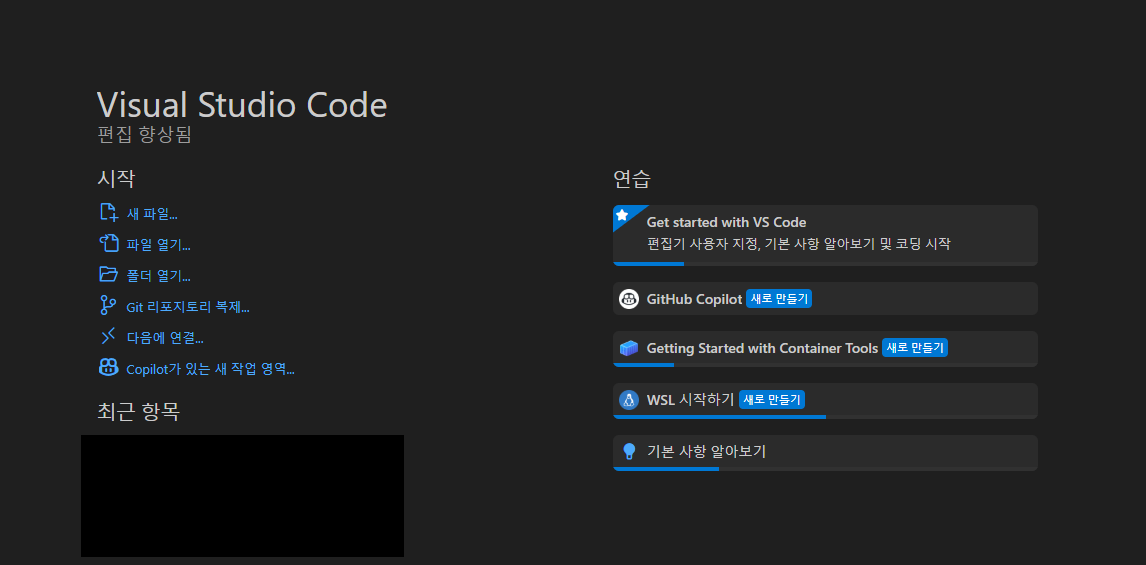 Visual Studio Code
편집 향상됨
시작
새 파일...
파일 열기...
폴더 열기...
Git 리포지토리 복제...
다음에 연결...
Copilot가 있는 새 작업 영역...
최근 항목
연습
Get started with VS Code
편집기 사용자 지정, 기본 사항 알아보기 및 코딩 시작
GitHub Copilot 새로 만들기
Getting Started with Container Tools 새로 만들기
WSL 시작하기 새로 만들기
기본 사항 알아보기